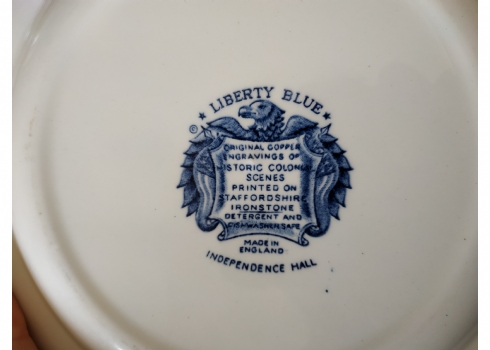 ★ LIBERTY BLUE ★
©
ORIGINAL COPPER
ENGRAVINGS OF
HISTORIC COLONIAL
SCENES
PRINTED ON
STAFFORDSHIRE
IRONSTONE
DETERGENT AND
DISHWASHER SAFE
MADE IN
ENGLAND
INDEPENDENCE HALL